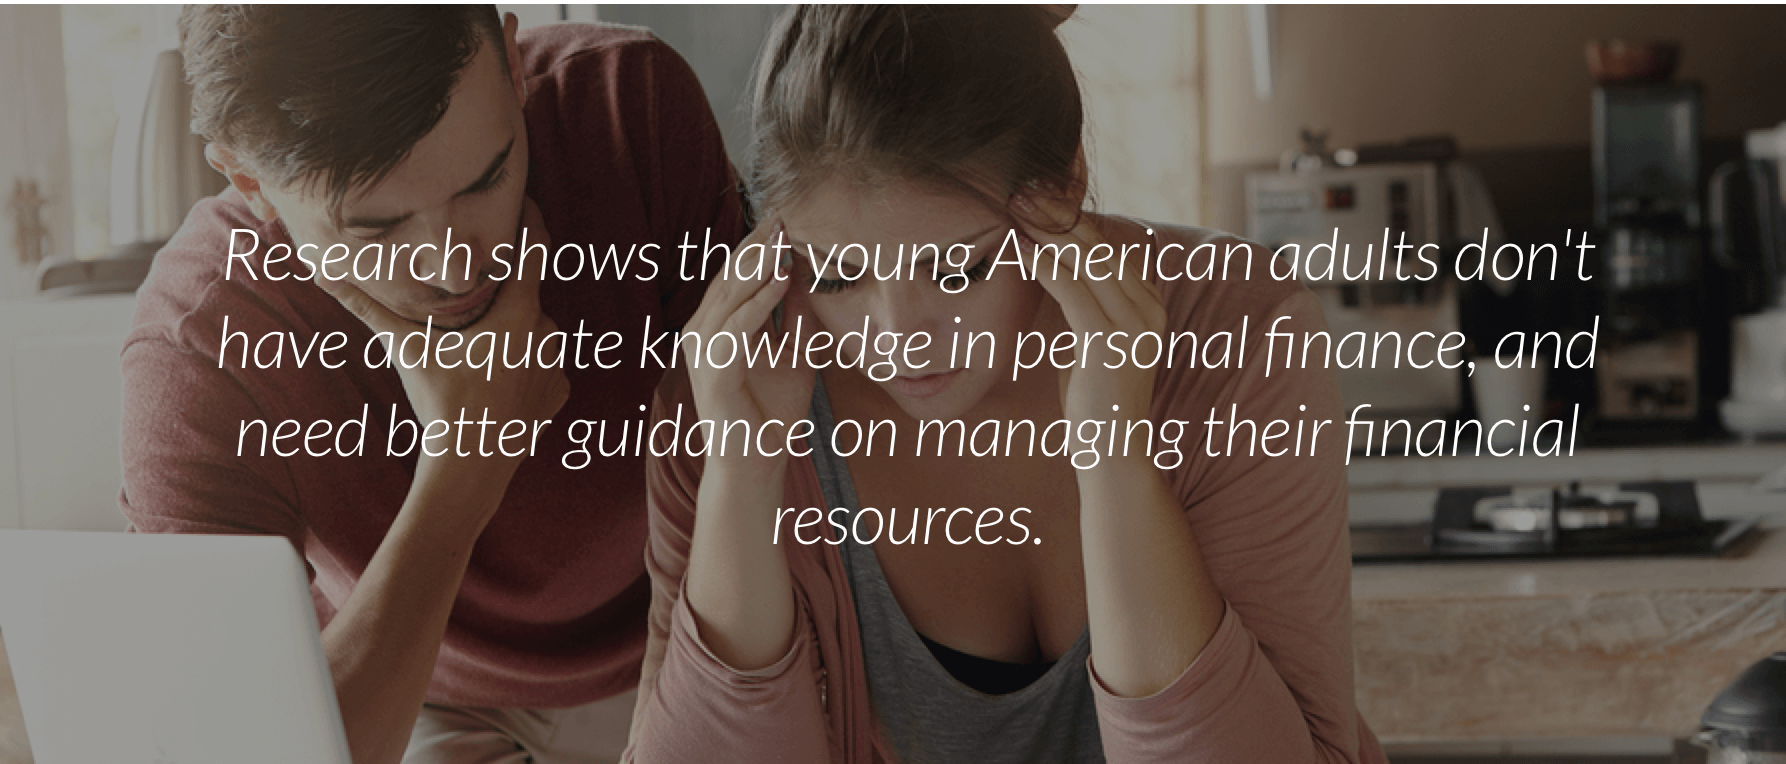 Research shows that young American adults don't
have adequate knowledge in personal finance, and
need better guidance on managing their financial
resources.